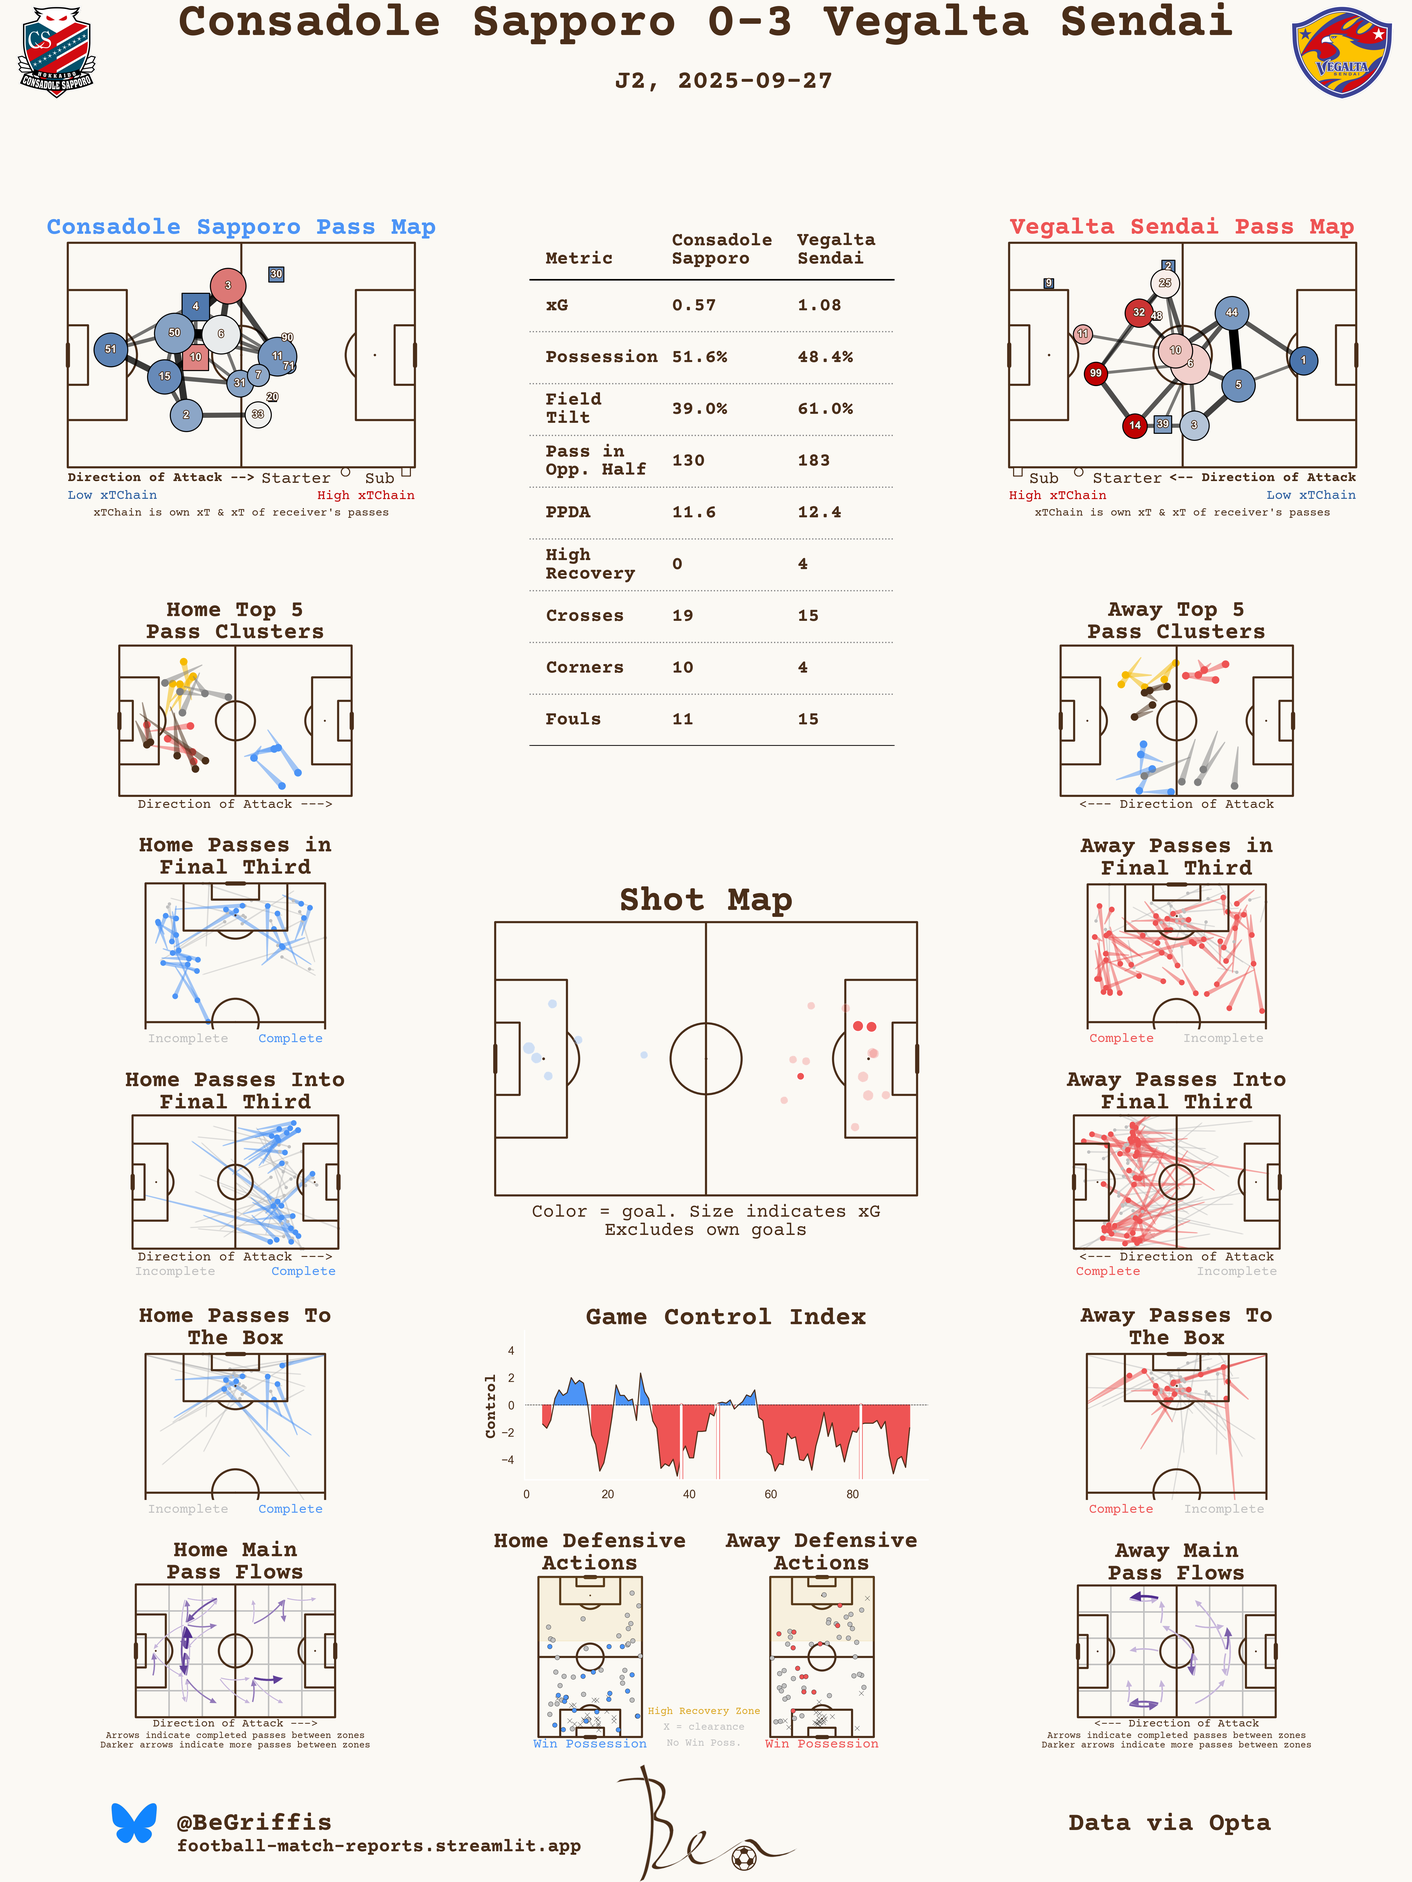 Consadole Sapporo 0-3 Vegalta Sendai
J2, 2025-09-27
CS
HOKKAIDO
CONSADOLE SAPPORO
VEGALTA
SENDAI
Consadole Sapporo Pass Map
30
3
4
50
6
90
51
10
11
71
15
7
31
20
2
33
Direction of Attack --> Starter Sub
Low xTChain High xTChain
xTChain is own xT & xT of receiver's passes
Metric Consadole Sapporo Vegalta Sendai
xG 0.57 1.08
Possession 51.6% 48.4%
Field Tilt 39.0% 61.0%
Pass in Opp. Half 130 183
PPDA 11.6 12.4
High Recovery 0 4
Crosses 19 15
Corners 10 4
Fouls 11 15
Vegalta Sendai Pass Map
2
9
25
32
48
44
11
10
6
1
99
5
14
39
3
Sub Starter <-- Direction of Attack
High xTChain Low xTChain
xTChain is own xT & xT of receiver's passes
Home Top 5
Pass Clusters
Direction of Attack --->
Away Top 5
Pass Clusters
<--- Direction of Attack
Home Passes in
Final Third
Incomplete Complete
Away Passes in
Final Third
Complete Incomplete
Shot Map
Color = goal. Size indicates xG
Excludes own goals
Home Passes Into
Final Third
Direction of Attack --->
Incomplete Complete
Away Passes Into
Final Third
<--- Direction of Attack
Complete Incomplete
Home Passes To
The Box
Incomplete Complete
Game Control Index
Control
4
2
0
−2
−4
0 20 40 60 80
Away Passes To
The Box
Complete Incomplete
Home Main
Pass Flows
Direction of Attack --->
Arrows indicate completed passes between zones
Darker arrows indicate more passes between zones
Home Defensive
Actions
Win Possession
Away Defensive
Actions
Win Possession
High Recovery Zone
X = clearance
No Win Poss.
Away Main
Pass Flows
<--- Direction of Attack
Arrows indicate completed passes between zones
Darker arrows indicate more passes between zones
@BeGriffis
football-match-reports.streamlit.app
Ben
Data via Opta